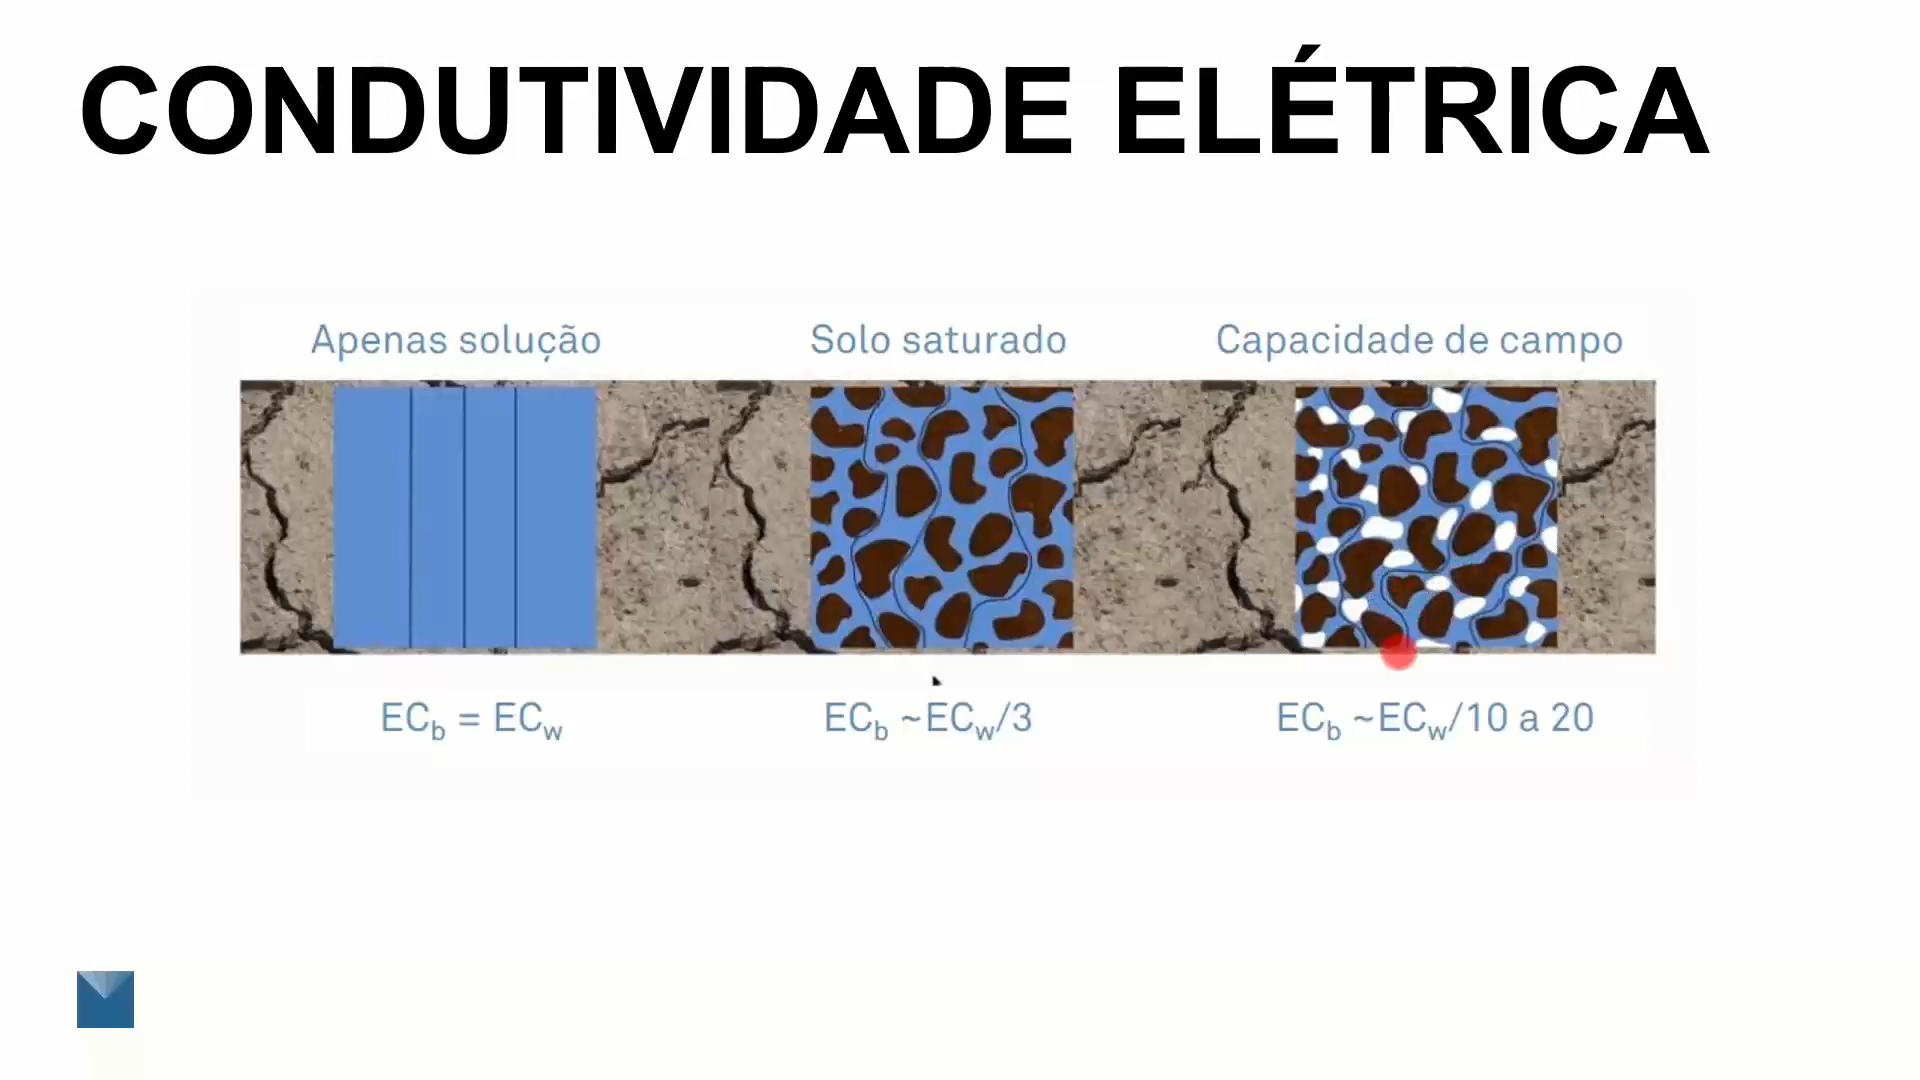 CONDUTIVIDADE ELÉTRICA
Apenas solução
Solo saturado
Capacidade de campo
ECb = ECw
ECb ~ECw/3
ECb ~ECw/10 a 20